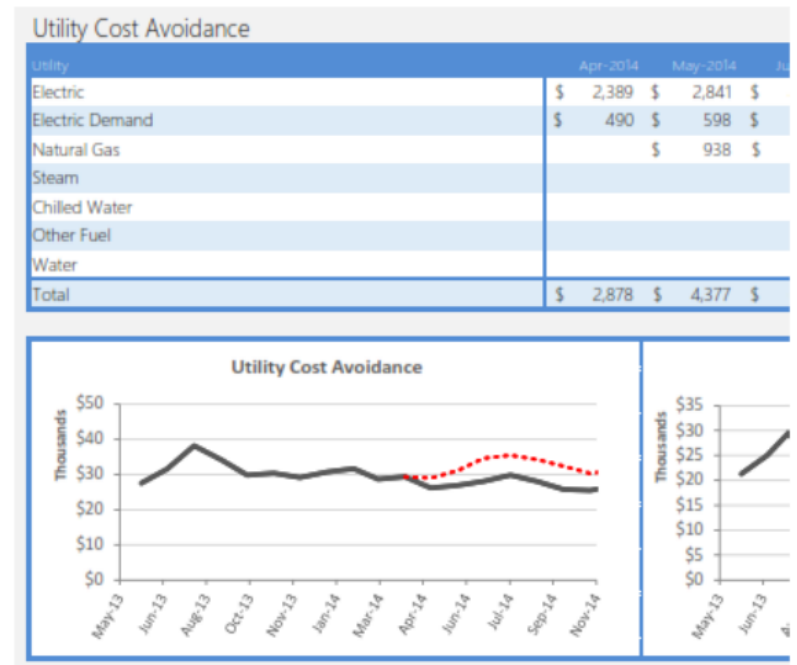 Utility Cost Avoidance
Utility Apr-2014 May-2014
Electric $ 2,389 $ 2,841 $
Electric Demand $ 490 $ 598 $
Natural Gas $ 938 $
Steam
Chilled Water
Other Fuel
Water
Total $ 2,878 $ 4,377 $
Utility Cost Avoidance
Thousands
$50
$40
$30
$20
$10
$0
May-13 Jun-13 Aug-13 Oct-13 Nov-13 Jan-14 Mar-14 Apr-14 Jun-14 Jul-14 Sep-14 Nov-14
Thousands
$35
$30
$25
$20
$15
$10
$5
$0
May-13 Jun-13